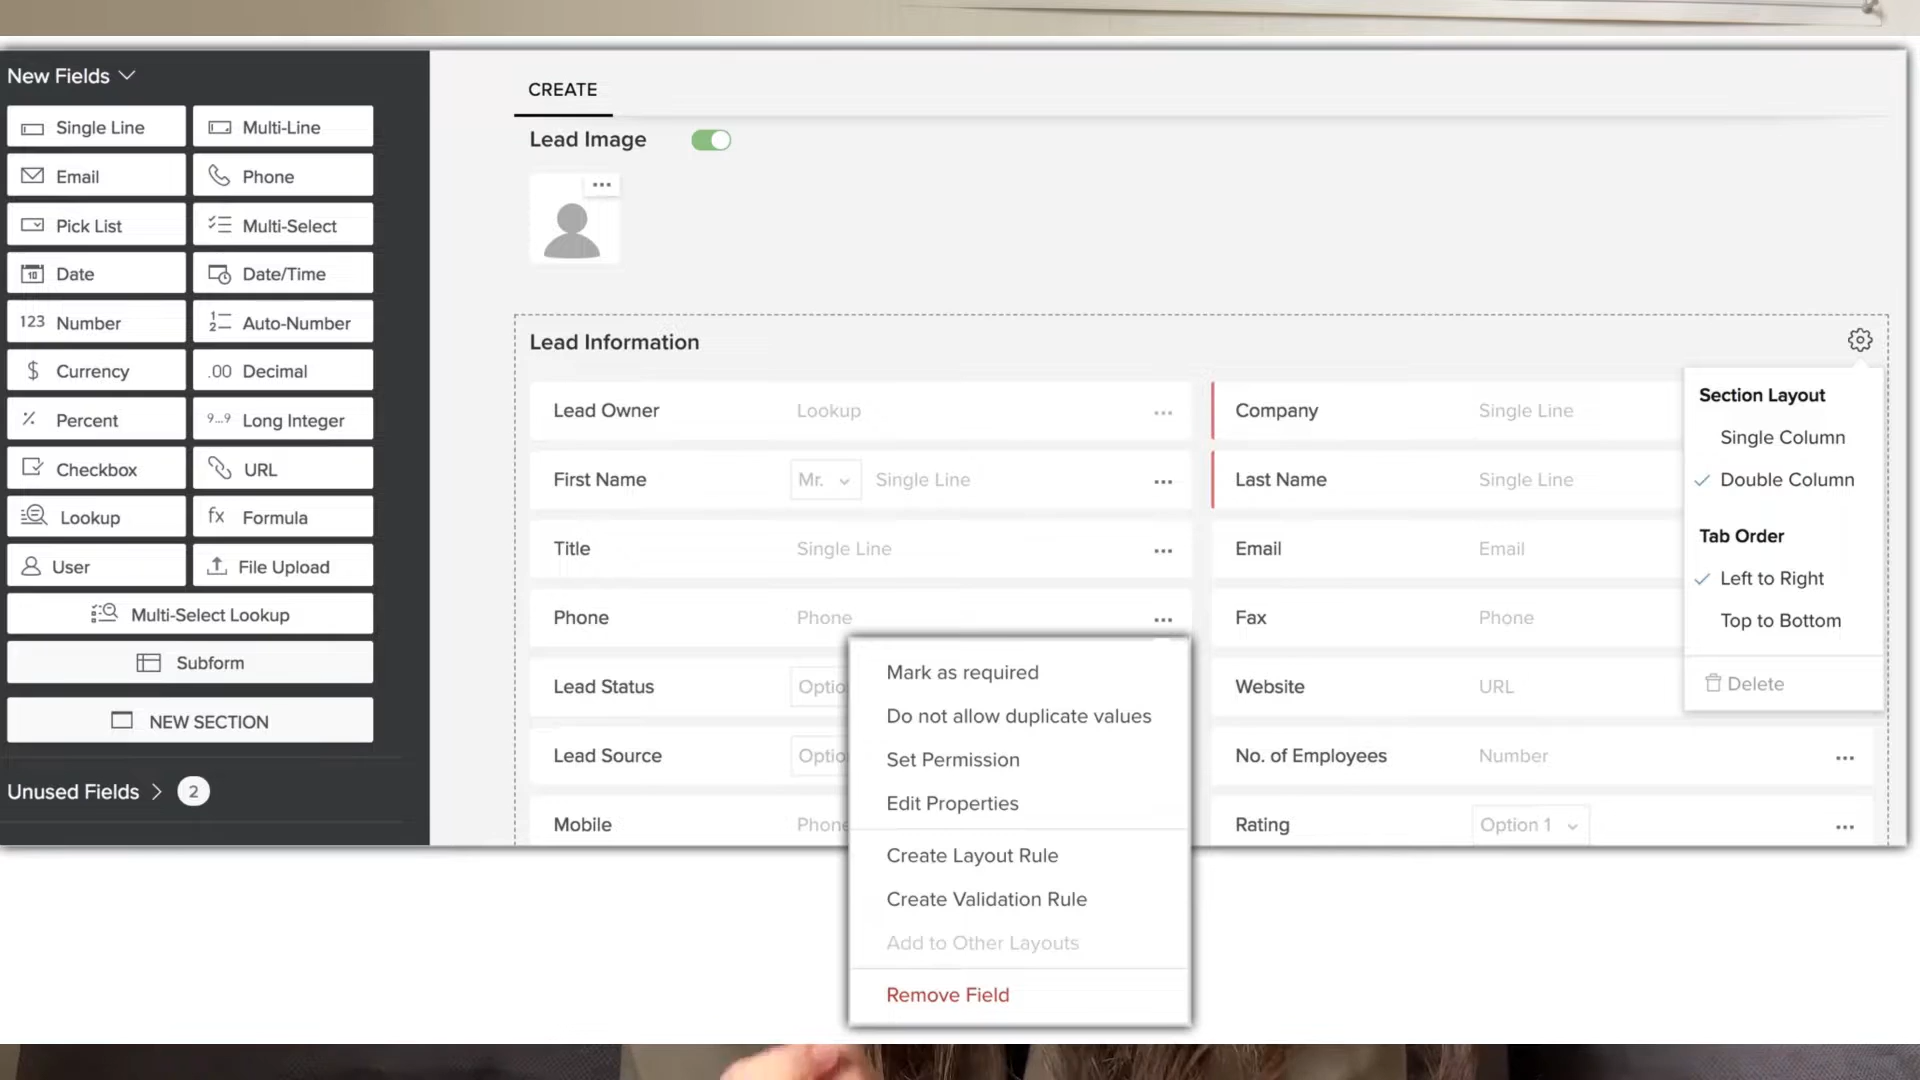 New Fields
Single Line
Multi-Line
Email
Phone
Pick List
Multi-Select
Date
Date/Time
123 Number
Auto-Number
$ Currency
.00 Decimal
% Percent
9...9 Long Integer
Checkbox
URL
Lookup
fx Formula
User
File Upload
Multi-Select Lookup
Subform
NEW SECTION
Unused Fields 2
CREATE
Lead Image
Lead Information
Lead Owner Lookup
Company Single Line
First Name Mr. Single Line
Last Name Single Line
Title Single Line
Email Email
Phone Phone
Fax Phone
Lead Status Optio
Website URL
Lead Source Optio
No. of Employees Number
Mobile Phone
Rating Option 1
Section Layout
Single Column
Double Column
Tab Order
Left to Right
Top to Bottom
Delete
Mark as required
Do not allow duplicate values
Set Permission
Edit Properties
Create Layout Rule
Create Validation Rule
Add to Other Layouts
Remove Field